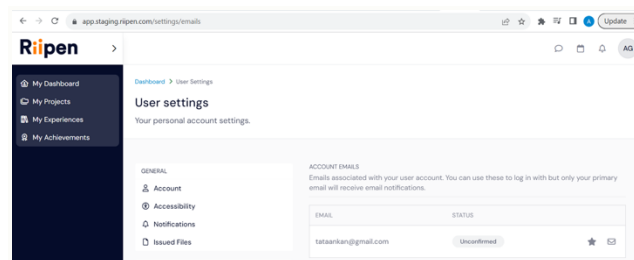 app.staging.riipen.com/settings/emails
Update
Riipen
AG
My Dashboard
My Projects
My Experiences
My Achievements
Dashboard > User Settings
User settings
Your personal account settings.
GENERAL
Account
Accessibility
Notifications
Issued Files
ACCOUNT EMAILS
Emails associated with your user account. You can use these to log in with but only your primary
email will receive email notifications.
EMAIL STATUS
tataankan@gmail.com Unconfirmed